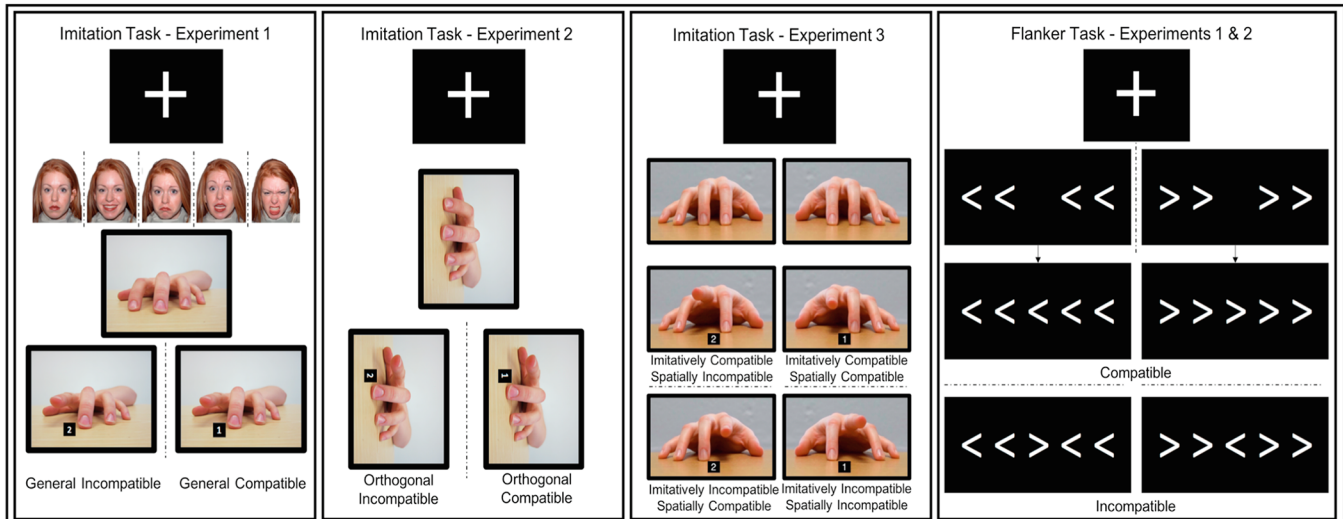 Imitation Task - Experiment 1
2
1
General Incompatible
General Compatible
Imitation Task - Experiment 2
2
1
Orthogonal
Incompatible
Orthogonal
Compatible
Imitation Task - Experiment 3
2
1
Imitatively Compatible
Spatially Incompatible
Imitatively Compatible
Spatially Compatible
2
1
Imitatively Incompatible
Spatially Compatible
Imitatively Incompatible
Spatially Incompatible
Flanker Task - Experiments 1 & 2
< < < <
> > > >
< < < < <
> > > > >
Compatible
< < > < <
> > < > >
Incompatible